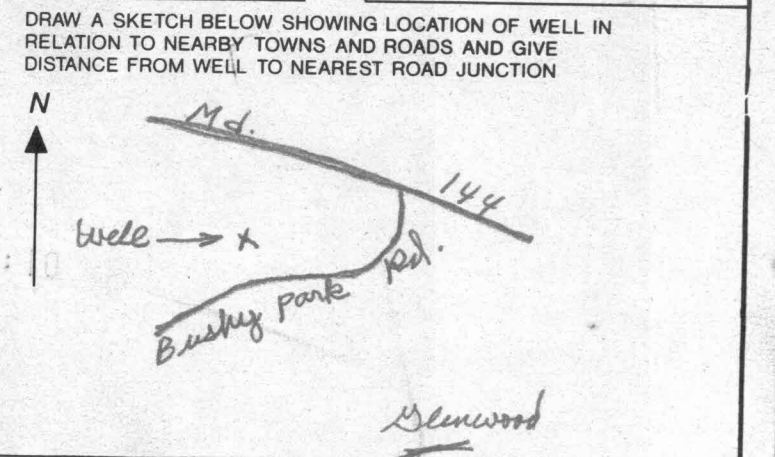 DRAW A SKETCH BELOW SHOWING LOCATION OF WELL IN
RELATION TO NEARBY TOWNS AND ROADS AND GIVE
DISTANCE FROM WELL TO NEAREST ROAD JUNCTION
N
Md. 144
Well
Bushy Park Rd.
Glenwood